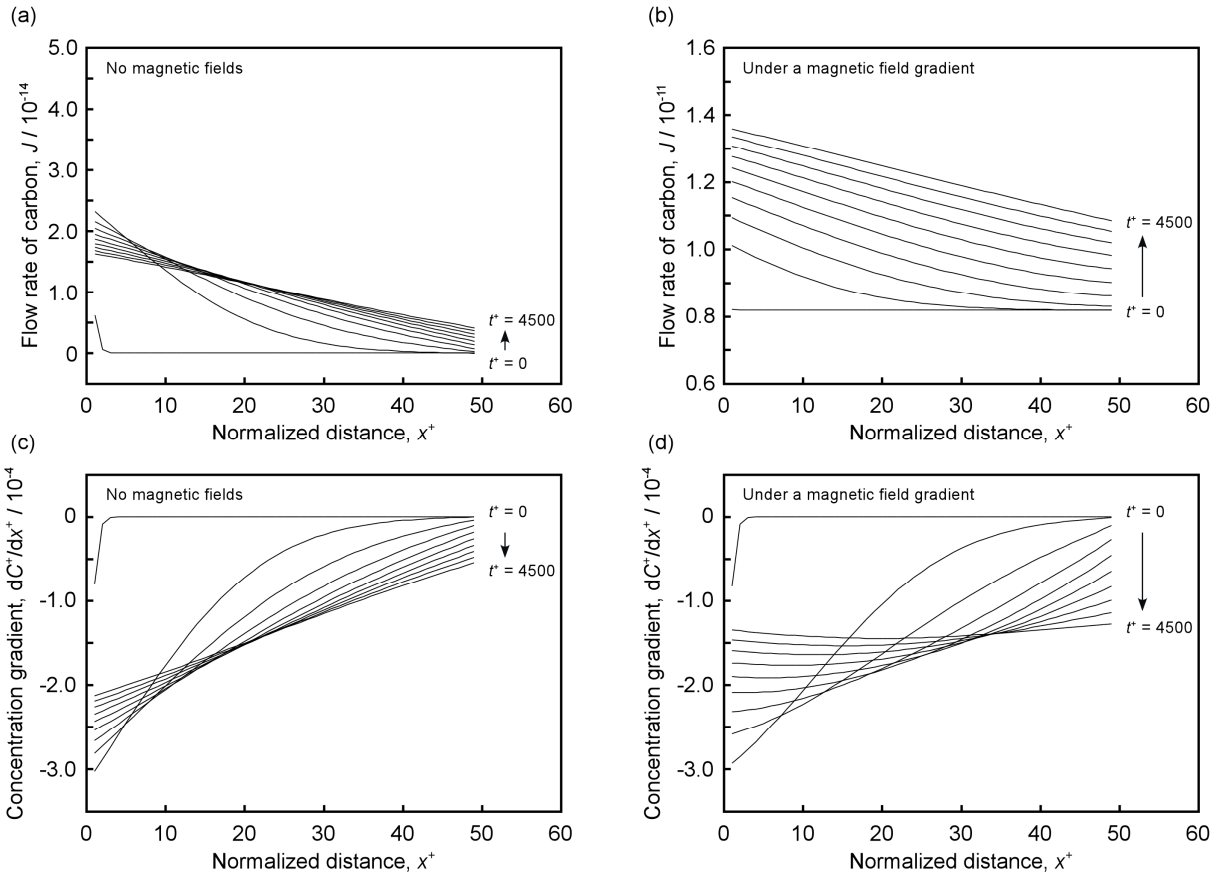 (a)
No magnetic fields
5.0
4.0
3.0
2.0
1.0
0
Flow rate of carbon, J / 10⁻¹⁴
t⁺ = 4500
t⁺ = 0
0 10 20 30 40 50 60
Normalized distance, x⁺
(b)
Under a magnetic field gradient
1.6
1.4
1.2
1.0
0.8
0.6
Flow rate of carbon, J / 10⁻¹¹
t⁺ = 4500
t⁺ = 0
0 10 20 30 40 50 60
Normalized distance, x⁺
(c)
No magnetic fields
0
-1.0
-2.0
-3.0
Concentration gradient, dC⁺/dx⁺ / 10⁻⁴
t⁺ = 0
t⁺ = 4500
0 10 20 30 40 50 60
Normalized distance, x⁺
(d)
Under a magnetic field gradient
0
-1.0
-2.0
-3.0
Concentration gradient, dC⁺/dx⁺ / 10⁻⁴
t⁺ = 0
t⁺ = 4500
0 10 20 30 40 50 60
Normalized distance, x⁺